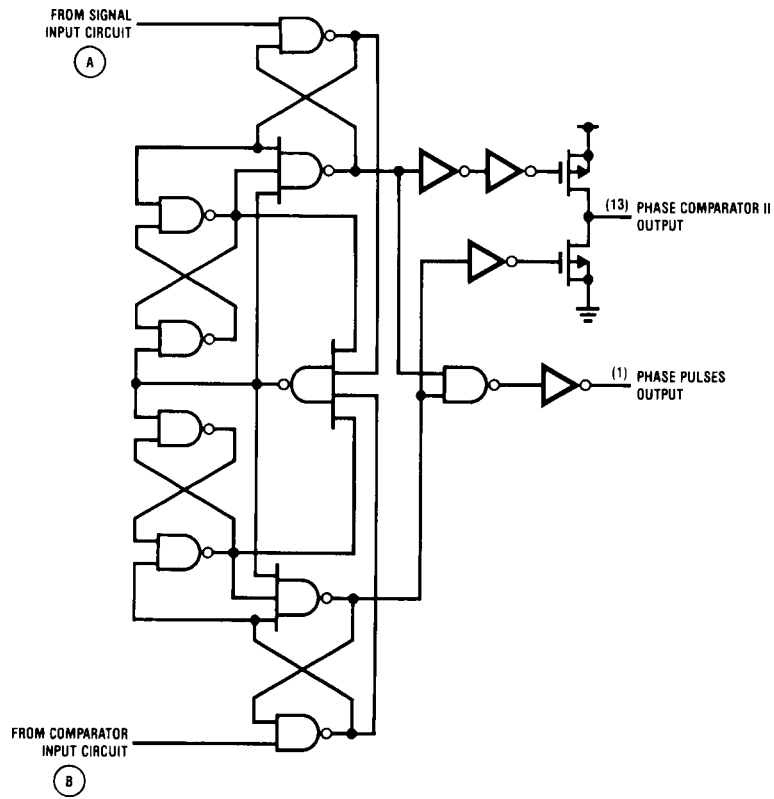 FROM SIGNAL
INPUT CIRCUIT
A
(13) PHASE COMPARATOR II
OUTPUT
(1) PHASE PULSES
OUTPUT
FROM COMPARATOR
INPUT CIRCUIT
B